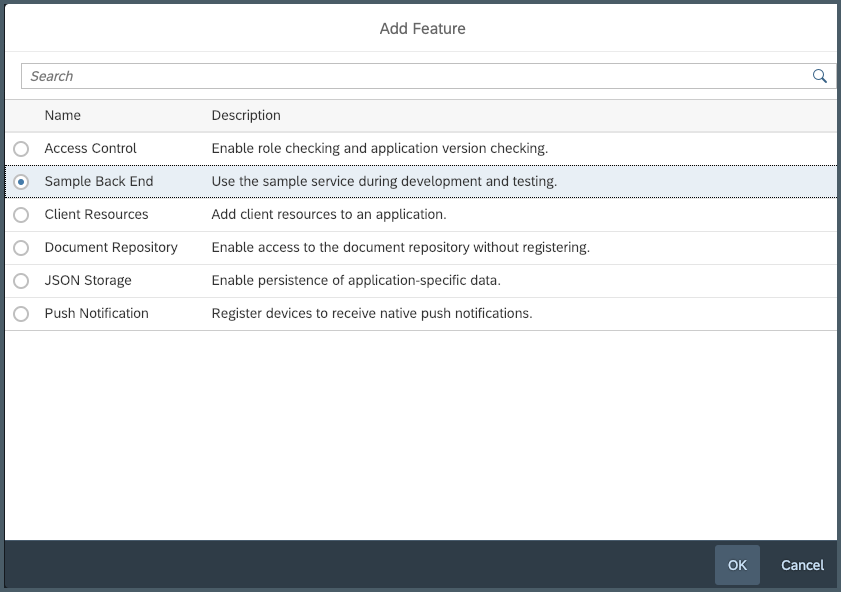 Add Feature
Search
Name Description
Access Control Enable role checking and application version checking.
Sample Back End Use the sample service during development and testing.
Client Resources Add client resources to an application.
Document Repository Enable access to the document repository without registering.
JSON Storage Enable persistence of application-specific data.
Push Notification Register devices to receive native push notifications.
OK Cancel